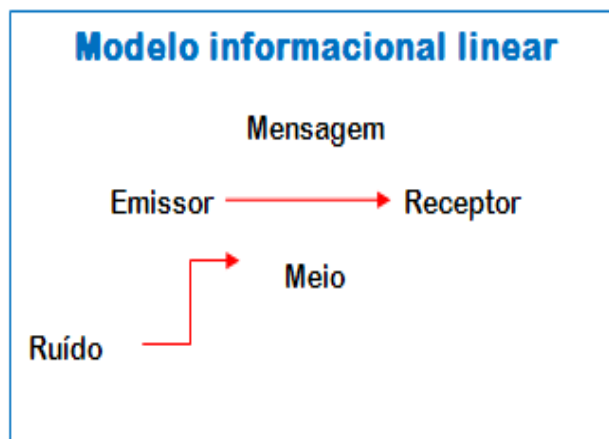 Modelo informacional linear
Mensagem
Emissor Receptor
Meio
Ruído